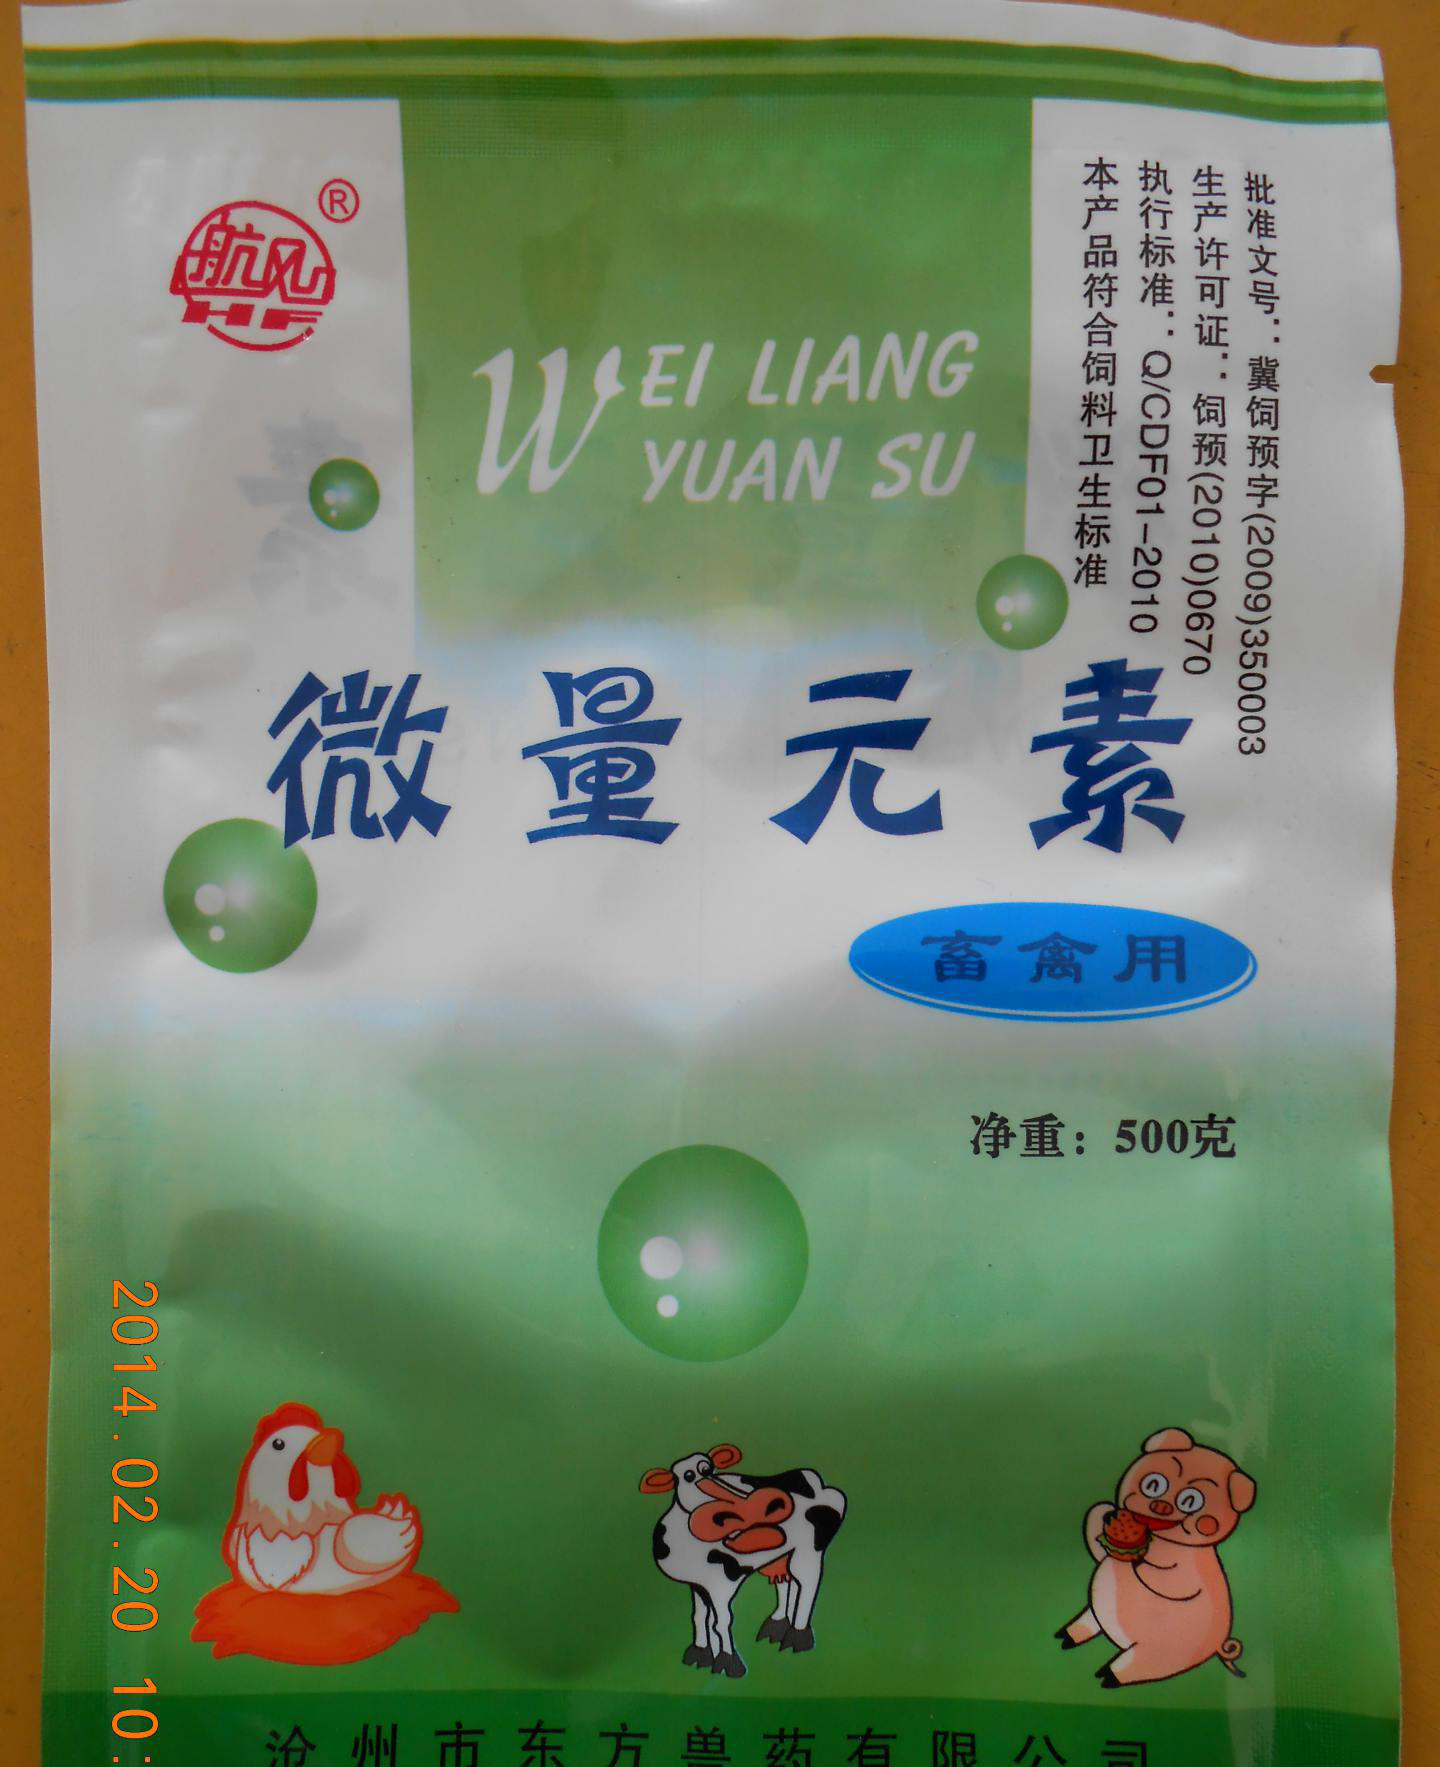 航风
HF
®
WEI LIANG
YUAN SU
批准文号：冀饲预字(2009)350003
生产许可证：饲预(2010)0670
执行标准：Q/CDF01-2010
本产品符合饲料卫生标准
微量元素
畜禽用
净重：500克
沧州市东方兽药有限公司
2014.02.20 10: